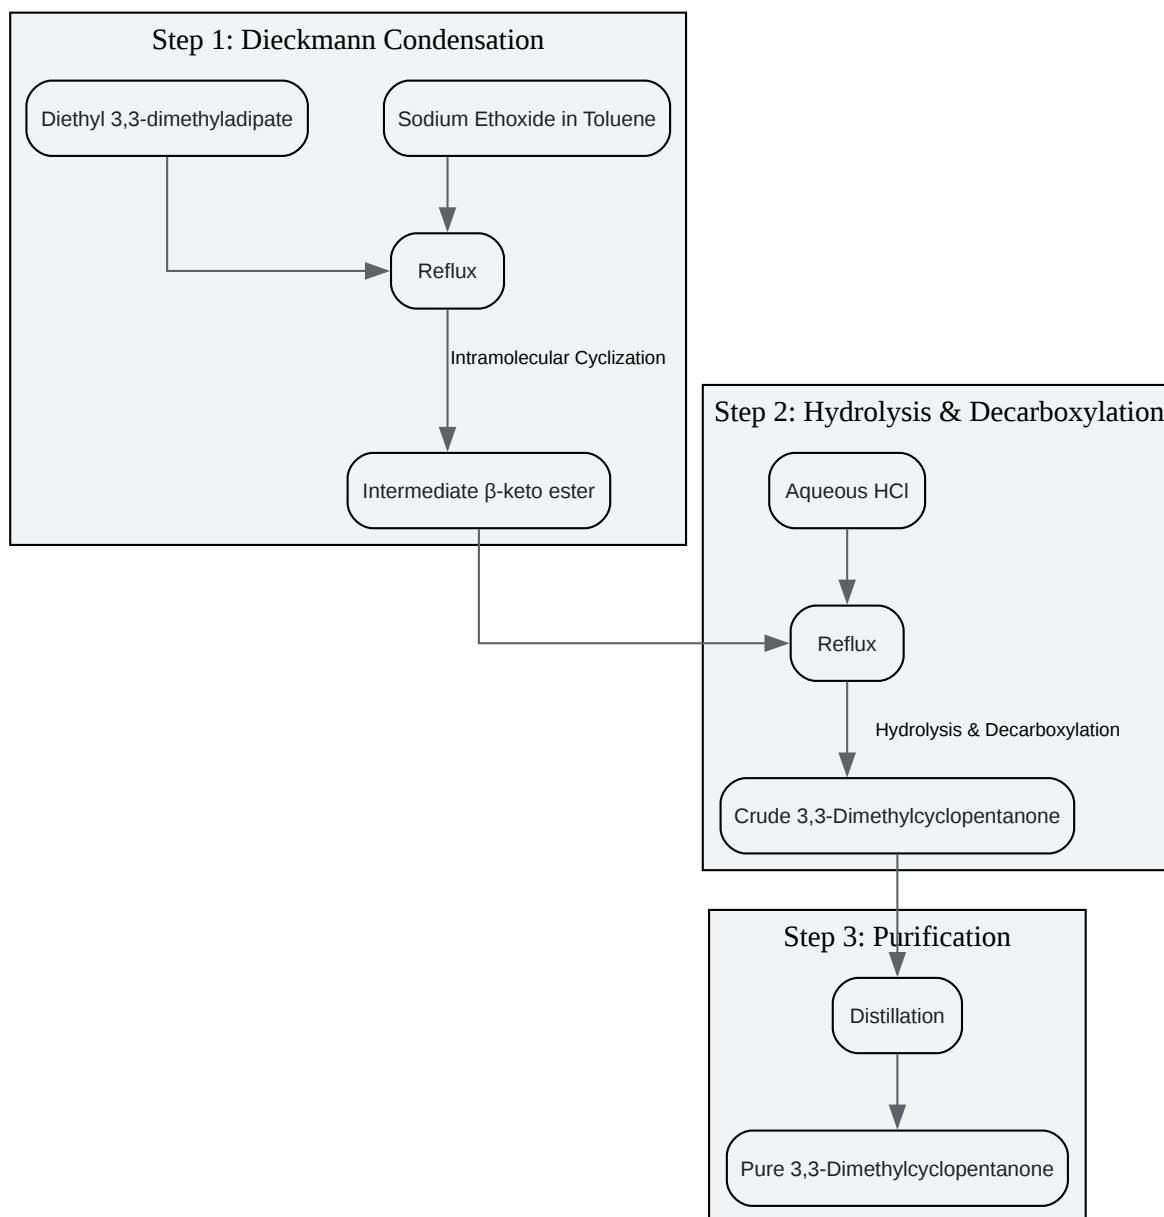 Step 1: Dieckmann Condensation
Diethyl 3,3-dimethyladipate
Sodium Ethoxide in Toluene
Reflux
Intramolecular Cyclization
Intermediate β-keto ester
Step 2: Hydrolysis & Decarboxylation
Aqueous HCl
Reflux
Hydrolysis & Decarboxylation
Crude 3,3-Dimethylcyclopentanone
Step 3: Purification
Distillation
Pure 3,3-Dimethylcyclopentanone